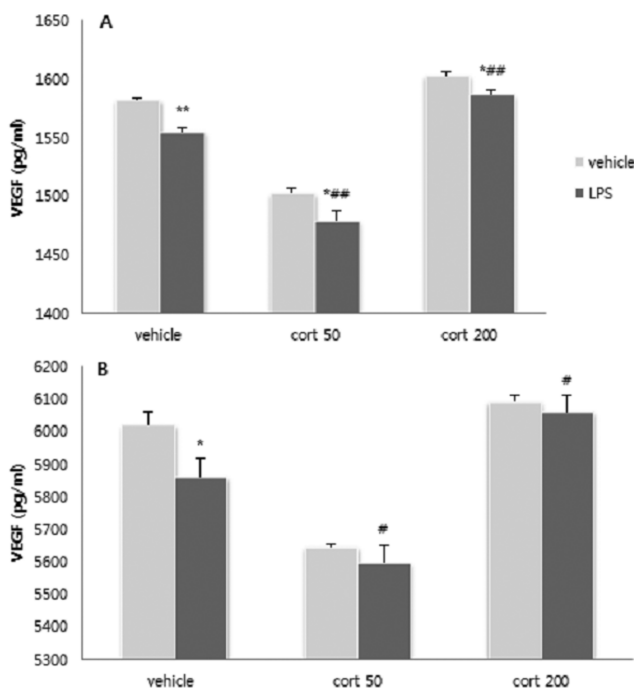 A
VEGF (pg/ml)
1650
1600
1550
1500
1450
1400
**
*##
*##
vehicle
LPS
vehicle
cort 50
cort 200
B
VEGF (pg/ml)
6200
6100
6000
5900
5800
5700
5600
5500
5400
5300
*
#
#
vehicle
cort 50
cort 200